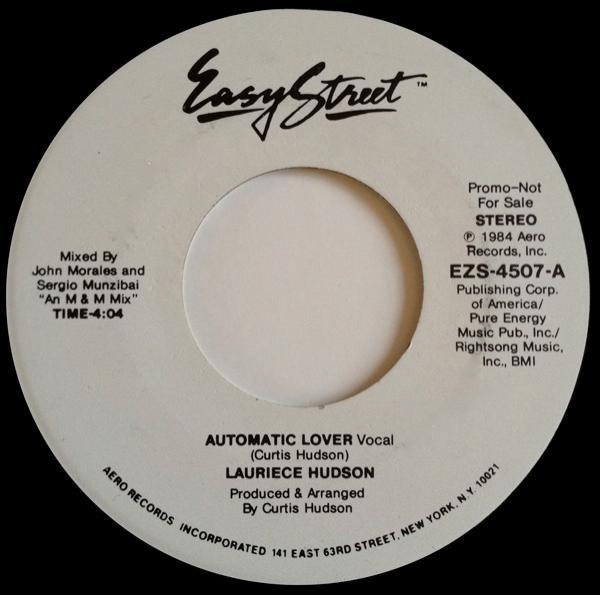 Easy Street™
Promo-Not
For Sale
STEREO
℗ 1984 Aero
Records, Inc.
EZS-4507-A
Publishing Corp.
of America/
Pure Energy
Music Pub., Inc./
Rightsong Music,
Inc., BMI
Mixed By
John Morales and
Sergio Munzibai
"An M & M Mix"
TIME-4:04
AUTOMATIC LOVER Vocal
(Curtis Hudson)
LAURIECE HUDSON
Produced & Arranged
By Curtis Hudson
AERO RECORDS INCORPORATED 141 EAST 63RD STREET, NEW YORK, N.Y. 10021